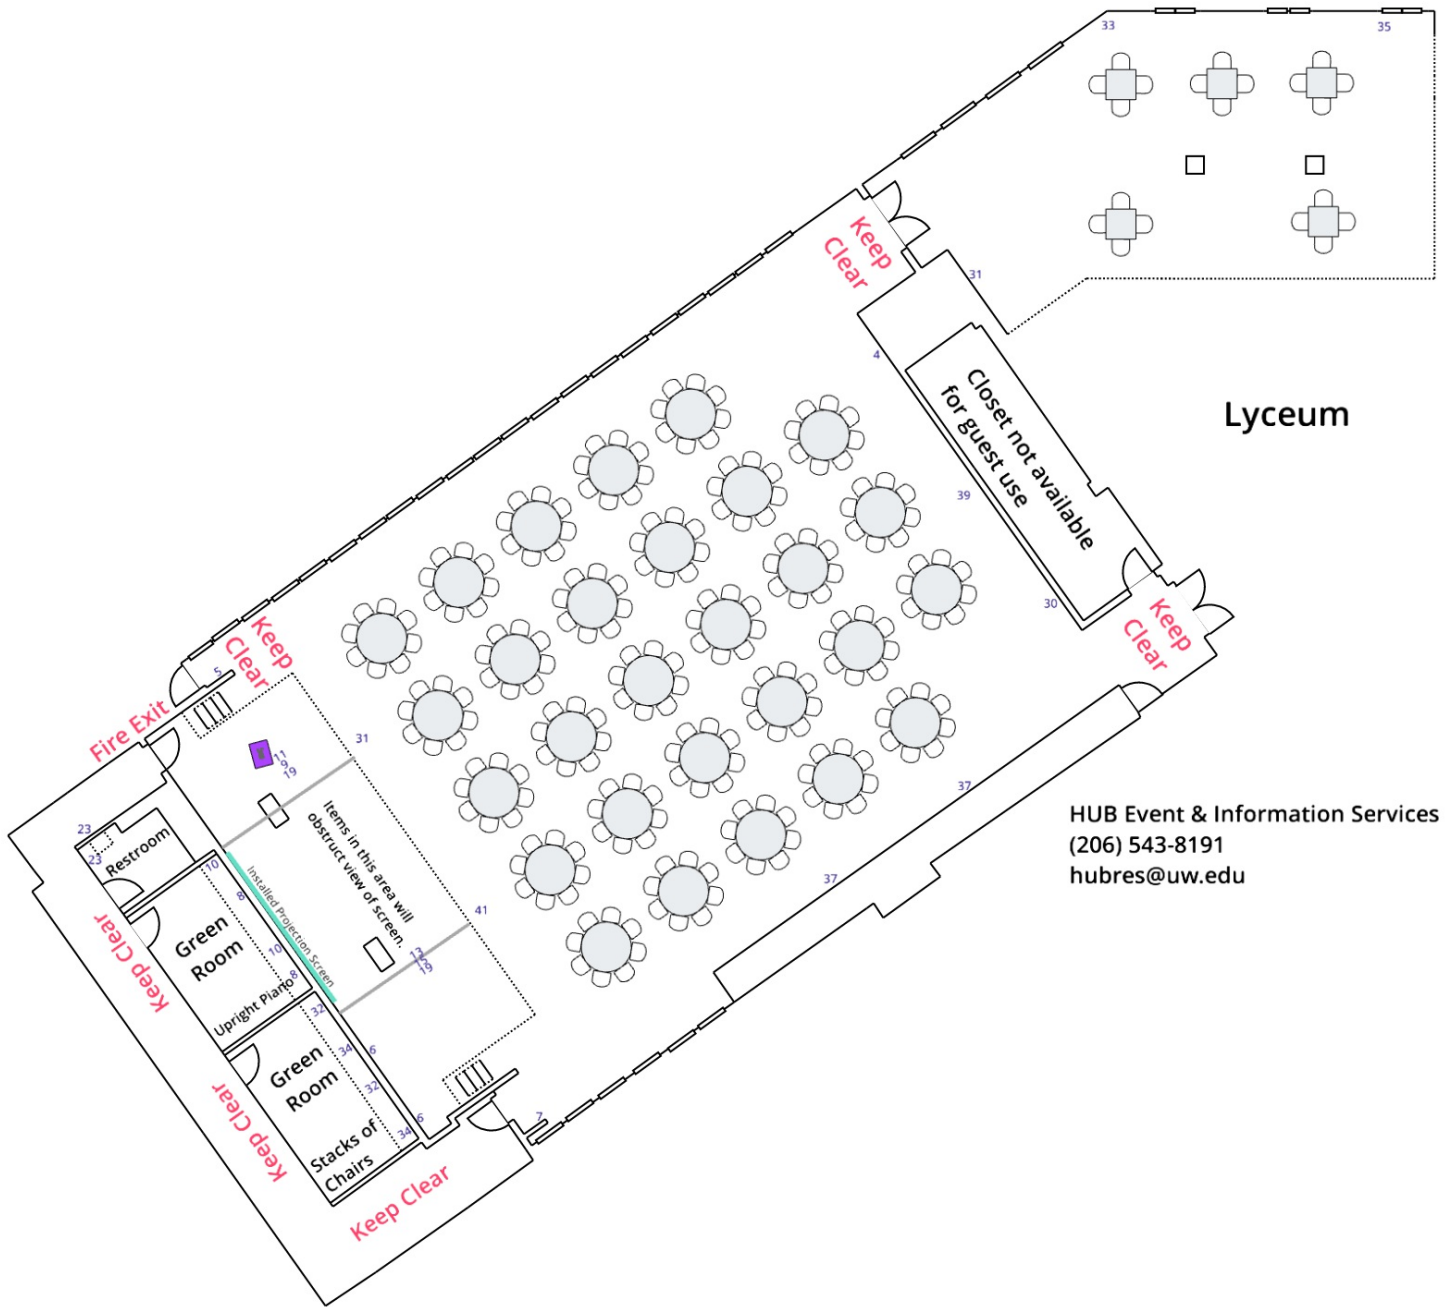 33
35
Keep
Clear
31
4
Closet not available
for guest use
Lyceum
39
30
Keep
Clear
Keep
Clear
5
Fire Exit
31
11
9
19
Items in this area will
obstruct view of screen.
37
HUB Event & Information Services
(206) 543-8191
hubres@uw.edu
23
23
Restroom
10
8
Installed Projection Screen
37
41
Green
Room
10
8
Upright Piano
Keep Clear
32
34
6
Green
Room
32
Keep Clear
6
34
7
Stacks of
Chairs
Keep Clear